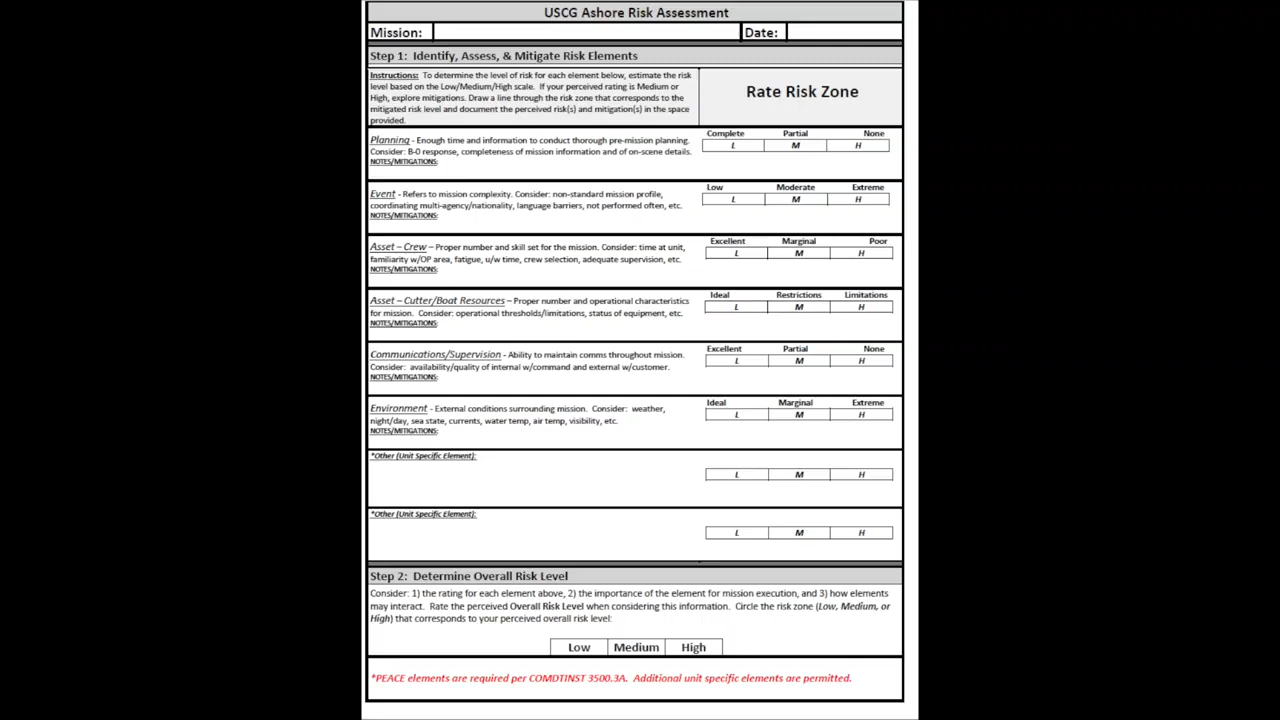 USCG Ashore Risk Assessment
Mission: Date:
Step 1: Identify, Assess, & Mitigate Risk Elements
Instructions: To determine the level of risk for each element below, estimate the risk
level based on the Low/Medium/High scale. If your perceived rating is Medium or
High, explore mitigations. Draw a line through the risk zone that corresponds to the
mitigated risk level and document the perceived risk(s) and mitigation(s) in the space
provided.
Rate Risk Zone
Planning - Enough time and information to conduct thorough pre-mission planning.
Consider: B-0 response, completeness of mission information and of on-scene details.
NOTES/MITIGATIONS:
Complete Partial None
L M H
Event - Refers to mission complexity. Consider: non-standard mission profile,
coordinating multi-agency/nationality, language barriers, not performed often, etc.
NOTES/MITIGATIONS:
Low Moderate Extreme
L M H
Asset – Crew – Proper number and skill set for the mission. Consider: time at unit,
familiarity w/OP area, fatigue, u/w time, crew selection, adequate supervision, etc.
NOTES/MITIGATIONS:
Excellent Marginal Poor
L M H
Asset – Cutter/Boat Resources – Proper number and operational characteristics
for mission. Consider: operational thresholds/limitations, status of equipment, etc.
NOTES/MITIGATIONS:
Ideal Restrictions Limitations
L M H
Communications/Supervision - Ability to maintain comms throughout mission.
Consider: availability/quality of internal w/command and external w/customer.
NOTES/MITIGATIONS:
Excellent Partial None
L M H
Environment - External conditions surrounding mission. Consider: weather,
night/day, sea state, currents, water temp, air temp, visibility, etc.
NOTES/MITIGATIONS:
Ideal Marginal Extreme
L M H
*Other (Unit Specific Element):
L M H
*Other (Unit Specific Element):
L M H
Step 2: Determine Overall Risk Level
Consider: 1) the rating for each element above, 2) the importance of the element for mission execution, and 3) how elements
may interact. Rate the perceived Overall Risk Level when considering this information. Circle the risk zone (Low, Medium, or
High) that corresponds to your perceived overall risk level:
Low Medium High
*PEACE elements are required per COMDTINST 3500.3A. Additional unit specific elements are permitted.